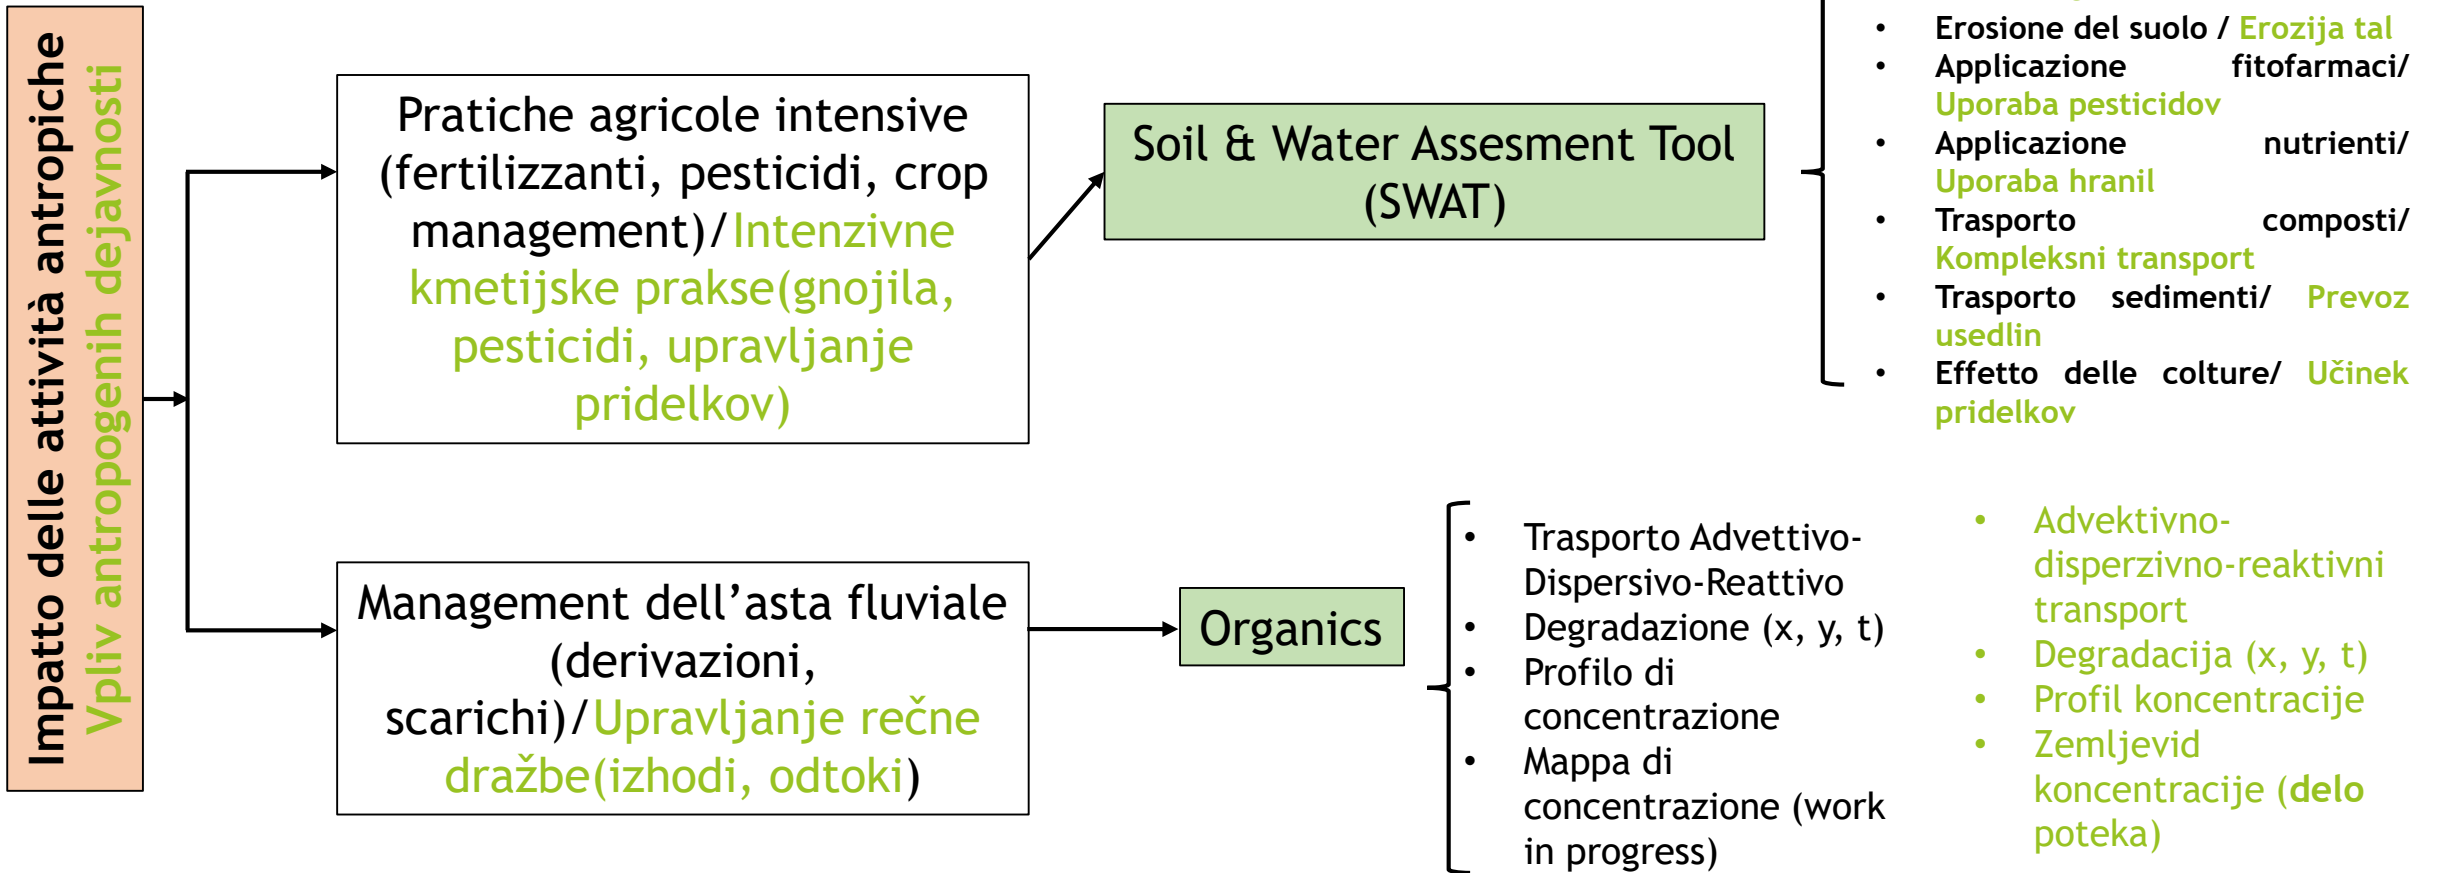 Impatto delle attività antropiche
Vpliv antropogenih dejavnosti
Pratiche agricole intensive
(fertilizzanti, pesticidi, crop
management)/Intenzivne
kmetijske prakse(gnojila,
pesticidi, upravljanje
pridelkov)
Soil & Water Assesment Tool
(SWAT)
• Erosione del suolo / Erozija tal
• Applicazione fitofarmaci/
Uporaba pesticidov
• Applicazione nutrienti/
Uporaba hranil
• Trasporto composti/
Kompleksni transport
• Trasporto sedimenti/ Prevoz
usedlin
• Effetto delle colture/ Učinek
pridelkov
Management dell’asta fluviale
(derivazioni,
scarichi)/Upravljanje rečne
dražbe(izhodi, odtoki)
Organics
• Trasporto Advettivo-
Dispersivo-Reattivo
• Degradazione (x, y, t)
• Profilo di
concentrazione
• Mappa di
concentrazione (work
in progress)
• Advektivno-
disperzivno-reaktivni
transport
• Degradacija (x, y, t)
• Profil koncentracije
• Zemljevid
koncentracije (delo
poteka)